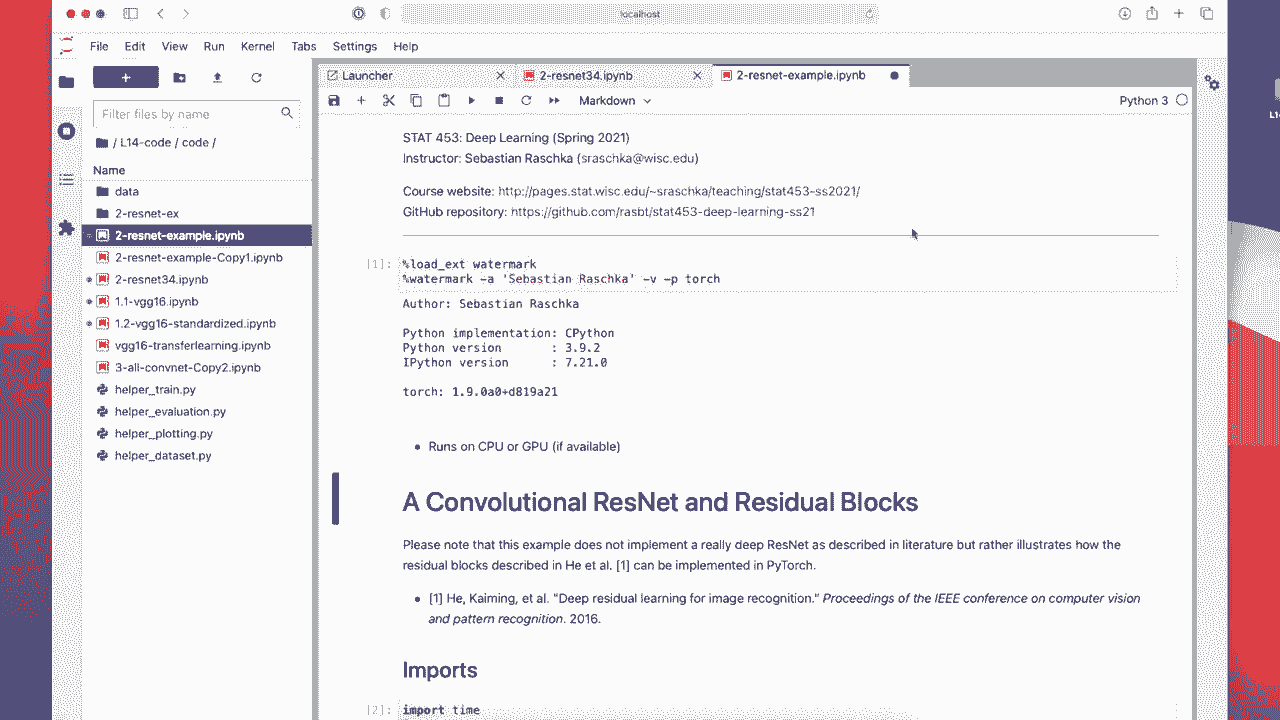 localhost
File Edit View Run Kernel Tabs Settings Help
Launcher
2-resnet34.ipynb
2-resnet-example.ipynb
Markdown
Python 3
Filter files by name
/ L14-code / code /
Name
data
2-resnet-ex
2-resnet-example.ipynb
2-resnet-example-Copy1.ipynb
2-resnet34.ipynb
1.1-vgg16.ipynb
1.2-vgg16-standardized.ipynb
vgg16-transferlearning.ipynb
3-all-convnet-Copy2.ipynb
helper_train.py
helper_evaluation.py
helper_plotting.py
helper_dataset.py
STAT 453: Deep Learning (Spring 2021)
Instructor: Sebastian Raschka (sraschka@wisc.edu)
Course website: http://pages.stat.wisc.edu/~sraschka/teaching/stat453-ss2021/
GitHub repository: https://github.com/rasbt/stat453-deep-learning-ss21
[1]: %load_ext watermark
%watermark -a 'Sebastian Raschka' -v -p torch
Author: Sebastian Raschka
Python implementation: CPython
Python version : 3.9.2
IPython version : 7.21.0
torch: 1.9.0a0+d819a21
• Runs on CPU or GPU (if available)
A Convolutional ResNet and Residual Blocks
Please note that this example does not implement a really deep ResNet as described in literature but rather illustrates how the
residual blocks described in He et al. [1] can be implemented in PyTorch.
• [1] He, Kaiming, et al. "Deep residual learning for image recognition." Proceedings of the IEEE conference on computer vision
and pattern recognition. 2016.
Imports
[2]: import time